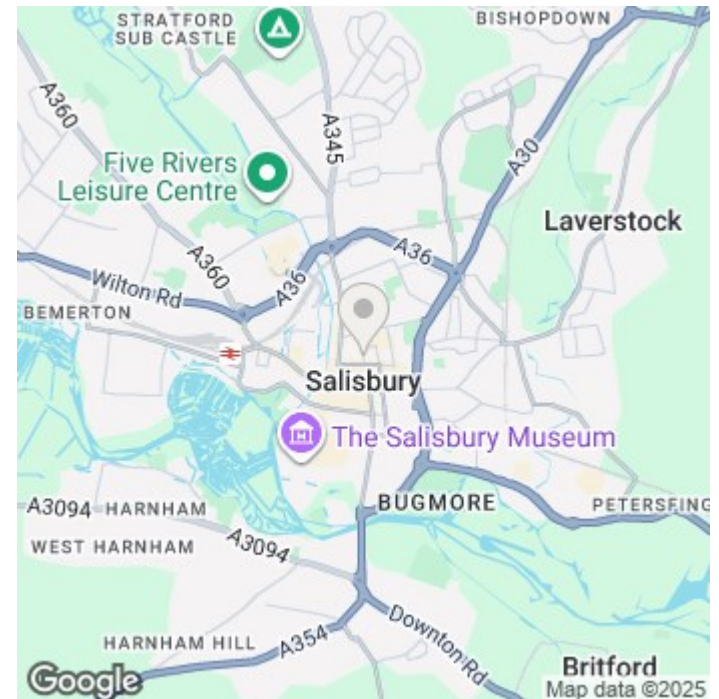 STRATFORD
SUB CASTLE
BISHOPDOWN
A360
A345
A30
Five Rivers
Leisure Centre
Laverstock
A360
A36
A36
Wilton Rd
BEMERTON
Salisbury
The Salisbury Museum
A3094
HARNHAM
BUGMORE
PETERSFING
WEST HARNHAM
A3094
Downton Rd
HARNHAM HILL
A354
Britford
Google
Map data ©2025